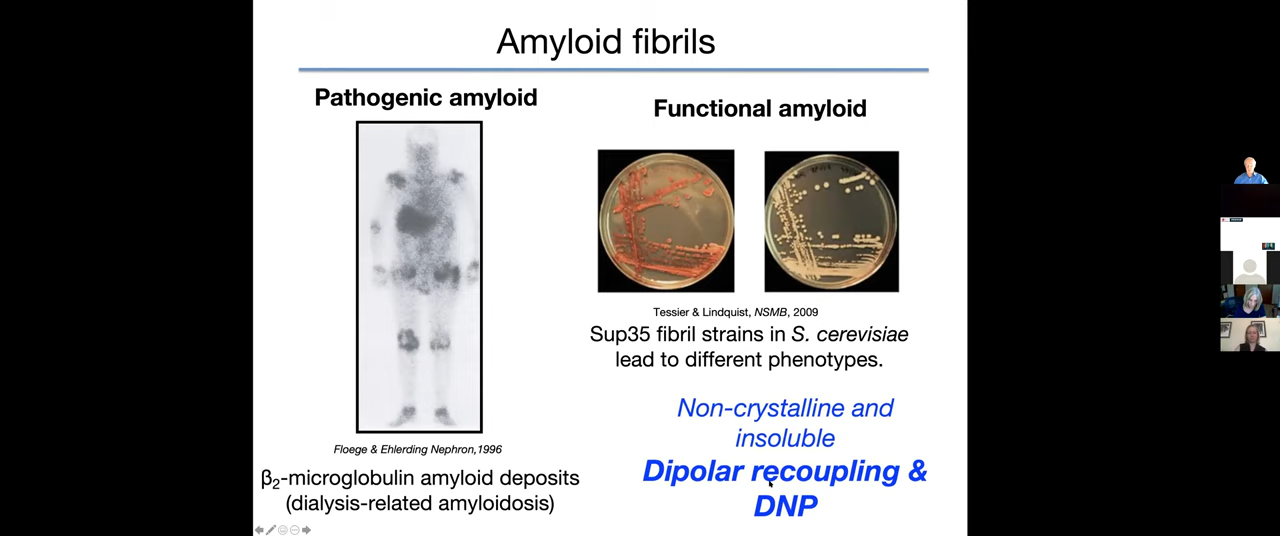 Amyloid fibrils
Pathogenic amyloid
Floege & Ehlerding Nephron,1996
β₂-microglobulin amyloid deposits
(dialysis-related amyloidosis)
Functional amyloid
Tessier & Lindquist, NSMB, 2009
Sup35 fibril strains in S. cerevisiae
lead to different phenotypes.
Non-crystalline and
insoluble
Dipolar recoupling &
DNP